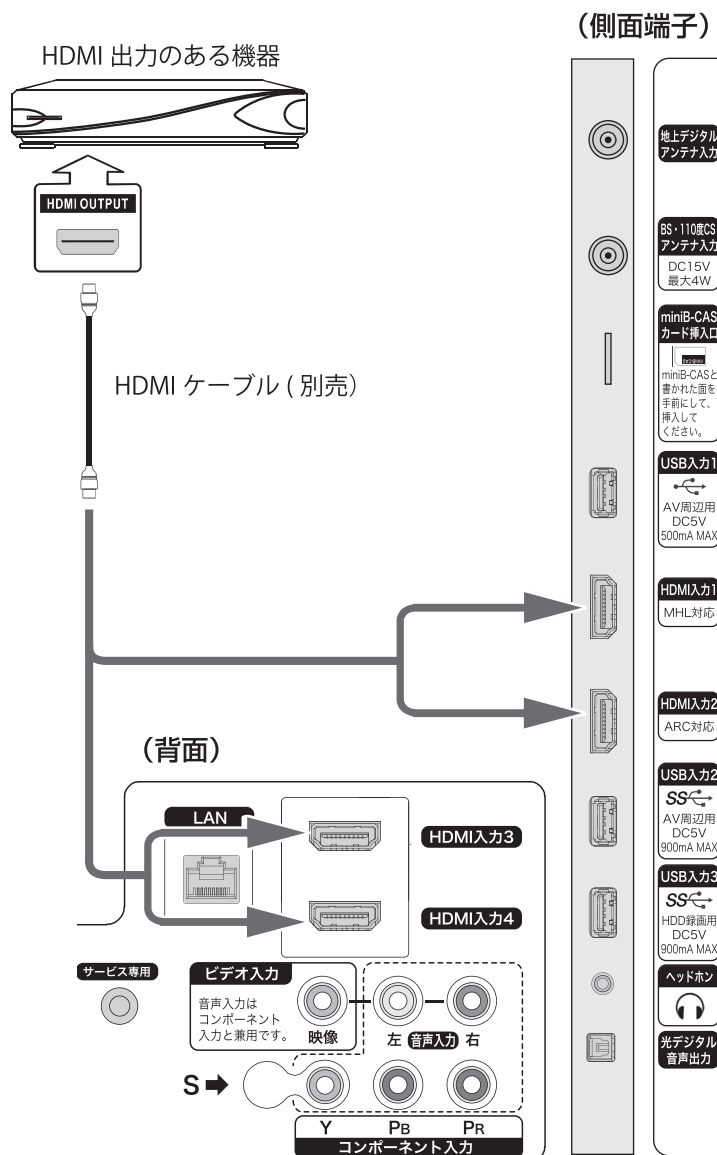 （側面端子）
HDMI 出力のある機器
HDMI OUTPUT
HDMI ケーブル ( 別売）
地上デジタル
アンテナ入力
BS・110度CS
アンテナ入力
DC15V
最大4W
miniB-CAS
カード挿入口
miniB-CASと
書かれた面を
手前にして、
挿入して
ください。
USB入力1
AV周辺用
DC5V
500mA MAX
HDMI入力1
MHL対応
HDMI入力2
ARC対応
USB入力2
SS
AV周辺用
DC5V
900mA MAX
USB入力3
SS
HDD録画用
DC5V
900mA MAX
ヘッドホン
光デジタル
音声出力
（背面）
LAN
HDMI入力3
HDMI入力4
サービス専用
ビデオ入力
音声入力は
コンポーネント
入力と兼用です。
映像
左 音声入力 右
S
Y PB PR
コンポーネント入力